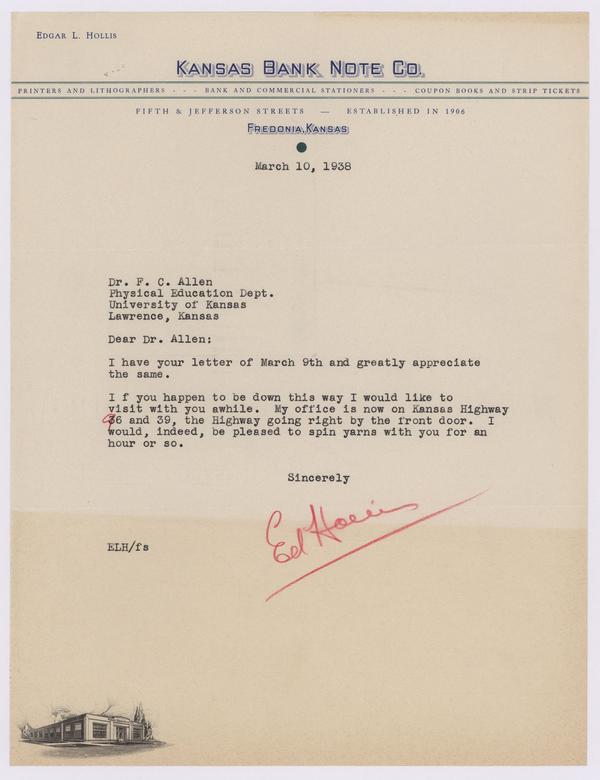 EDGAR L. HOLLIS
KANSAS BANK NOTE CO.
PRINTERS AND LITHOGRAPHERS - - - BANK AND COMMERCIAL STATIONERS - - - COUPON BOOKS AND STRIP TICKETS
FIFTH & JEFFERSON STREETS — ESTABLISHED IN 1906
FREDONIA, KANSAS
March 10, 1938
Dr. F. C. Allen
Physical Education Dept.
University of Kansas
Lawrence, Kansas
Dear Dr. Allen;
I have your letter of March 9th and greatly appreciate
the same.
I f you happen to be down this way I would like to
visit with you awhile. My office is now on Kansas Highway
96 and 39, the Highway going right by the front door. I
would, indeed, be pleased to spin yarns with you for an
hour or so.
Sincerely
Ed Hollis
ELH/fs